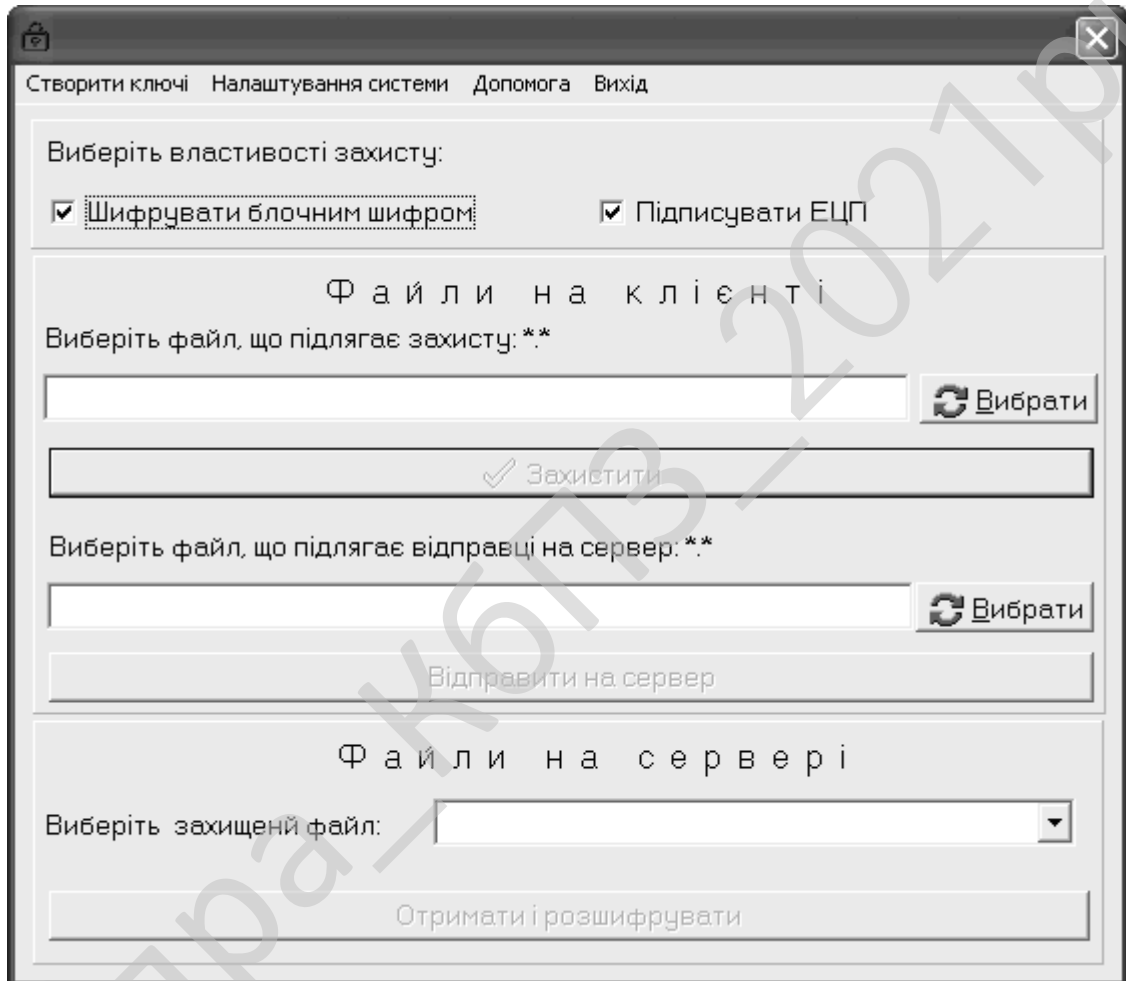 Створити ключі Налаштування системи Допомога Вихід
Виберіть властивості захисту:
Шифрувати блочним шифром Підписувати ЕЦП
Файли на клієнті
Виберіть файл, що підлягає захисту: *.*
Вибрати
Захистити
Виберіть файл, що підлягає відправці на сервер: *.*
Вибрати
Відправити на сервер
Файли на сервері
Виберіть захищенй файл:
Отримати і розшифрувати